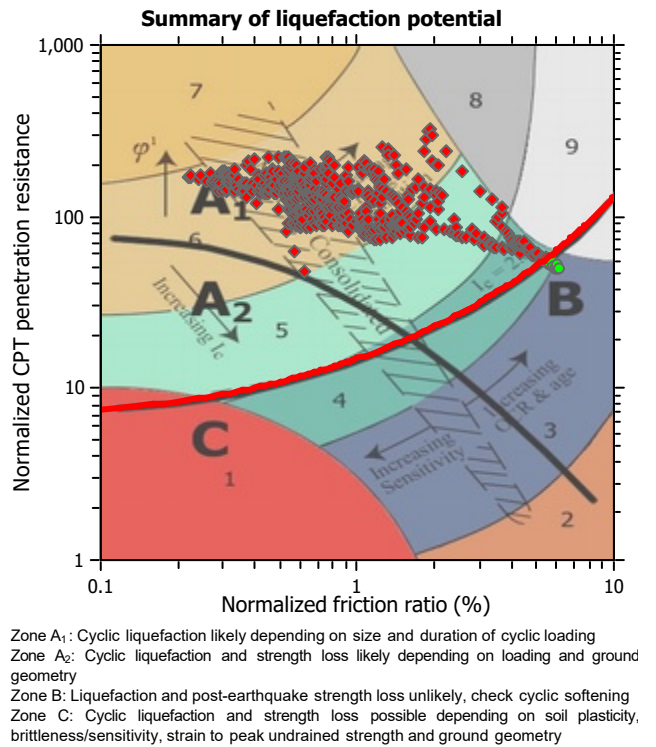 Summary of liquefaction potential
1,000
7
8
9
φ'
A1
100
6
Consolidated
A2
Increasing Ic
5
Ic = 2.
B
Normalized CPT penetration resistance
10
4
Increasing
& age
3
C
Increasing
Sensitivity
1
2
1
0.1
1
10
Normalized friction ratio (%)
Zone A1: Cyclic liquefaction likely depending on size and duration of cyclic loading
Zone A2: Cyclic liquefaction and strength loss likely depending on loading and ground
geometry
Zone B: Liquefaction and post-earthquake strength loss unlikely, check cyclic softening
Zone C: Cyclic liquefaction and strength loss possible depending on soil plasticity,
brittleness/sensitivity, strain to peak undrained strength and ground geometry